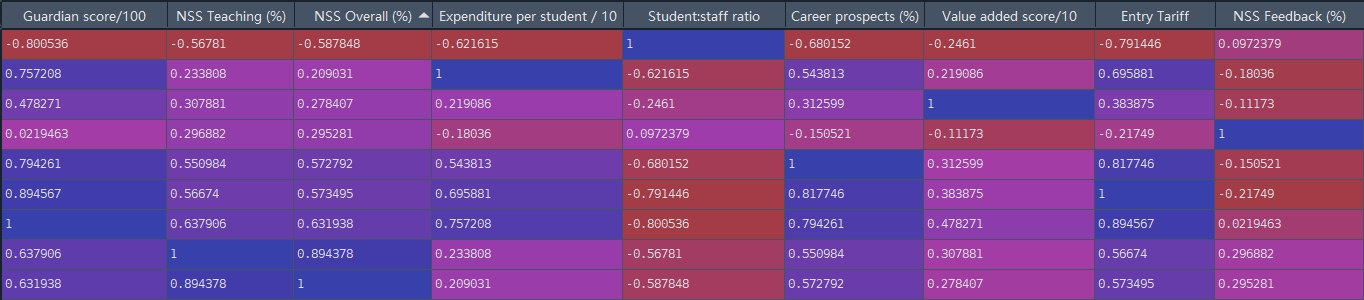 Guardian score/100 NSS Teaching (%) NSS Overall (%) Expenditure per student / 10 Student:staff ratio Career prospects (%) Value added score/10 Entry Tariff NSS Feedback (%)
-0.800536 -0.56781 -0.587848 -0.621615 1 -0.680152 -0.2461 -0.791446 0.0972379
0.757208 0.233808 0.209031 1 -0.621615 0.543813 0.219086 0.695881 -0.18036
0.478271 0.307881 0.278407 0.219086 -0.2461 0.312599 1 0.383875 -0.11173
0.0219463 0.296882 0.295281 -0.18036 0.0972379 -0.150521 -0.11173 -0.21749 1
0.794261 0.550984 0.572792 0.543813 -0.680152 1 0.312599 0.817746 -0.150521
0.894567 0.56674 0.573495 0.695881 -0.791446 0.817746 0.383875 1 -0.21749
1 0.637906 0.631938 0.757208 -0.800536 0.794261 0.478271 0.894567 0.0219463
0.637906 1 0.894378 0.233808 -0.56781 0.550984 0.307881 0.56674 0.296882
0.631938 0.894378 1 0.209031 -0.587848 0.572792 0.278407 0.573495 0.295281